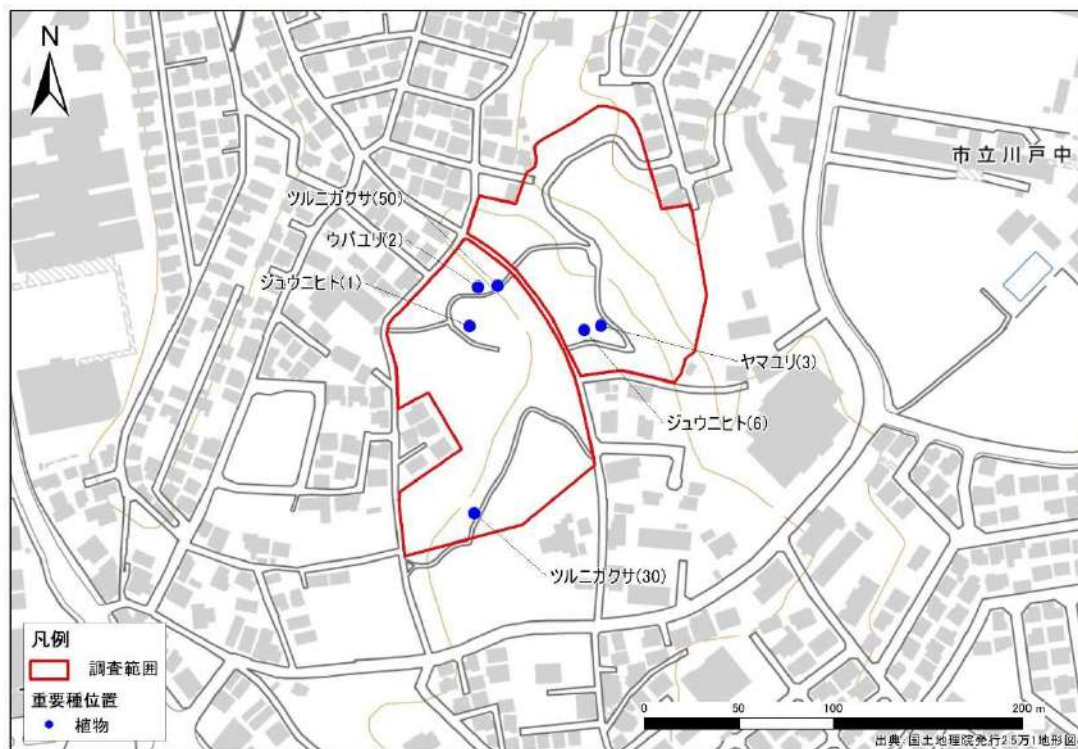 N
市立川戸中
ツルニガクサ(50)
ウバユリ(2)
ジュウニヒト(1)
ヤマユリ(3)
ジュウニヒト(6)
ツルニガクサ(30)
凡例
調査範囲
重要種位置
植物
0 50 100 200 m
出典:国土地理院発行2.5万1地形図